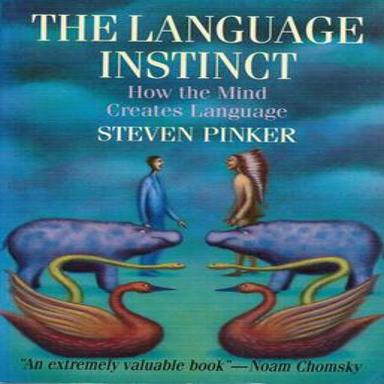 THE LANGUAGE
INSTINCT
How the Mind
Creates Language
STEVEN PINKER
"An extremely valuable book"—Noam Chomsky